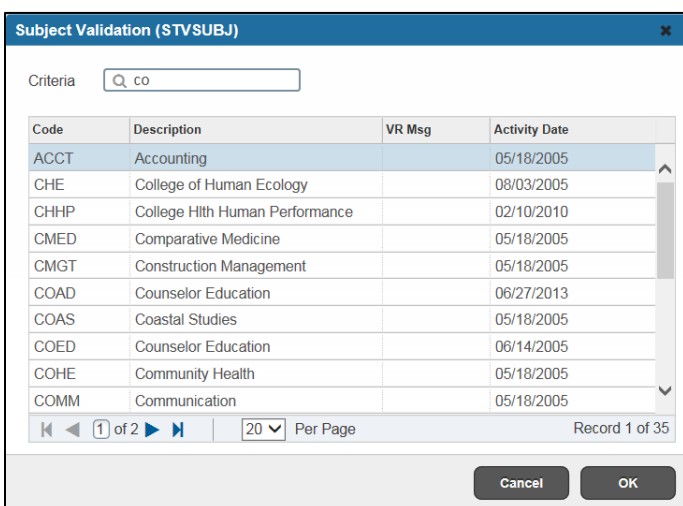 Subject Validation (STVSUBJ)
Criteria co
Code Description VR Msg Activity Date
ACCT Accounting 05/18/2005
CHE College of Human Ecology 08/03/2005
CHHP College Hlth Human Performance 02/10/2010
CMED Comparative Medicine 05/18/2005
CMGT Construction Management 05/18/2005
COAD Counselor Education 06/27/2013
COAS Coastal Studies 05/18/2005
COED Counselor Education 06/14/2005
COHE Community Health 05/18/2005
COMM Communication 05/18/2005
1 of 2 20 Per Page Record 1 of 35
Cancel OK